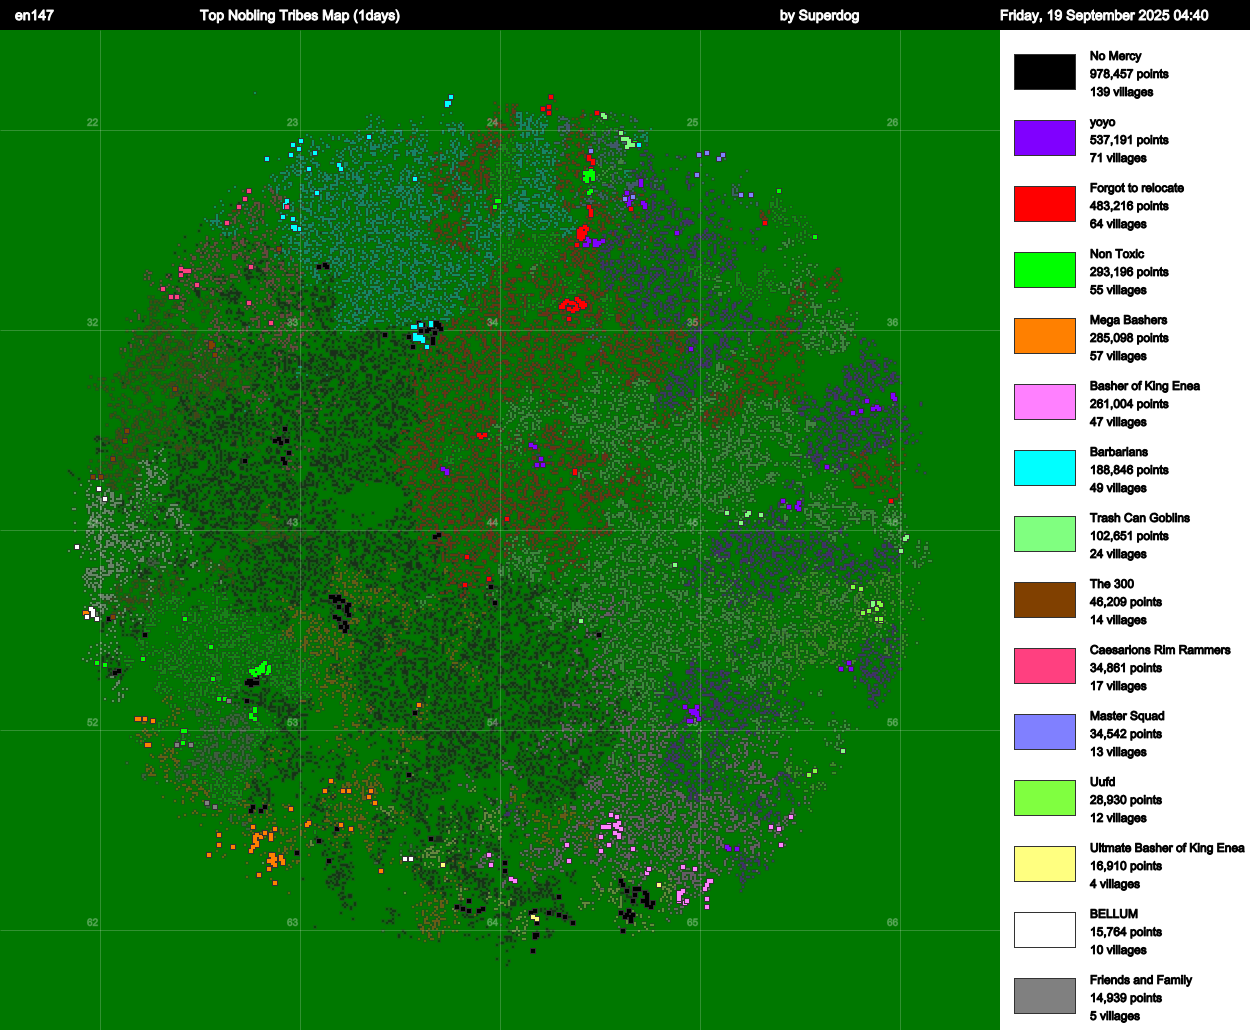 en147 Top Nobling Tribes Map (1days) by Superdog Friday, 19 September 2025 04:40
No Mercy
978,457 points
139 villages
yoyo
537,191 points
71 villages
Forgot to relocate
483,216 points
64 villages
Non Toxic
293,196 points
55 villages
Mega Bashers
285,098 points
57 villages
Basher of King Enea
261,004 points
47 villages
Barbarians
188,846 points
49 villages
Trash Can Goblins
102,651 points
24 villages
The 300
46,209 points
14 villages
Caesarions Rim Rammers
34,861 points
17 villages
Master Squad
34,542 points
13 villages
Uufd
28,930 points
12 villages
Ultmate Basher of King Enea
16,910 points
4 villages
BELLUM
15,764 points
10 villages
Friends and Family
14,939 points
5 villages
22 23 24 25 26
32 33 34 35 36
43 44 45
52 53 54 56
62 63 64 65 66